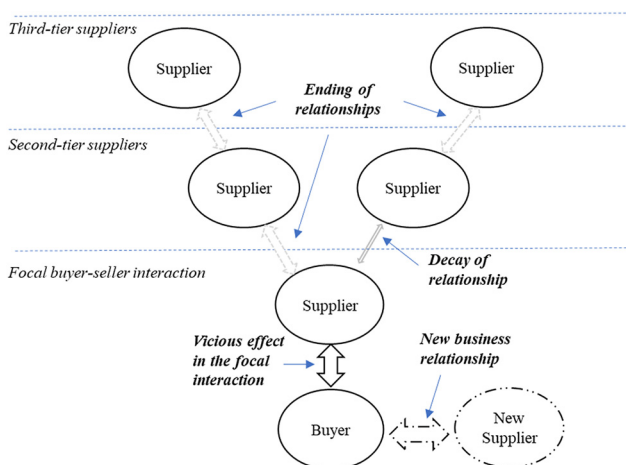 Third-tier suppliers
Supplier
Supplier
Ending of
relationships
Second-tier suppliers
Supplier
Supplier
Focal buyer-seller interaction
Decay of
relationship
Supplier
Vicious effect
in the focal
interaction
New business
relationship
Buyer
New
Supplier